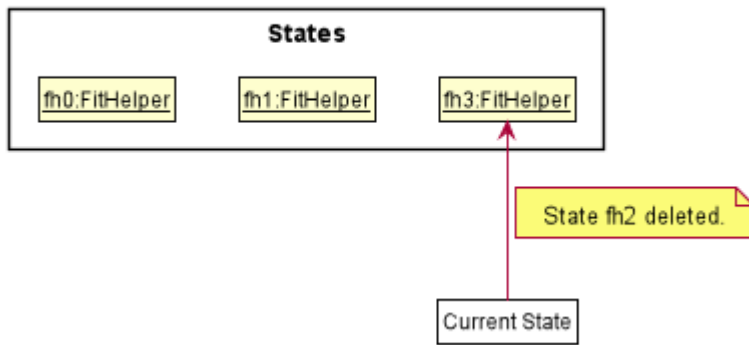 States
fh0:FitHelper
fh1:FitHelper
fh3:FitHelper
State fh2 deleted.
Current State